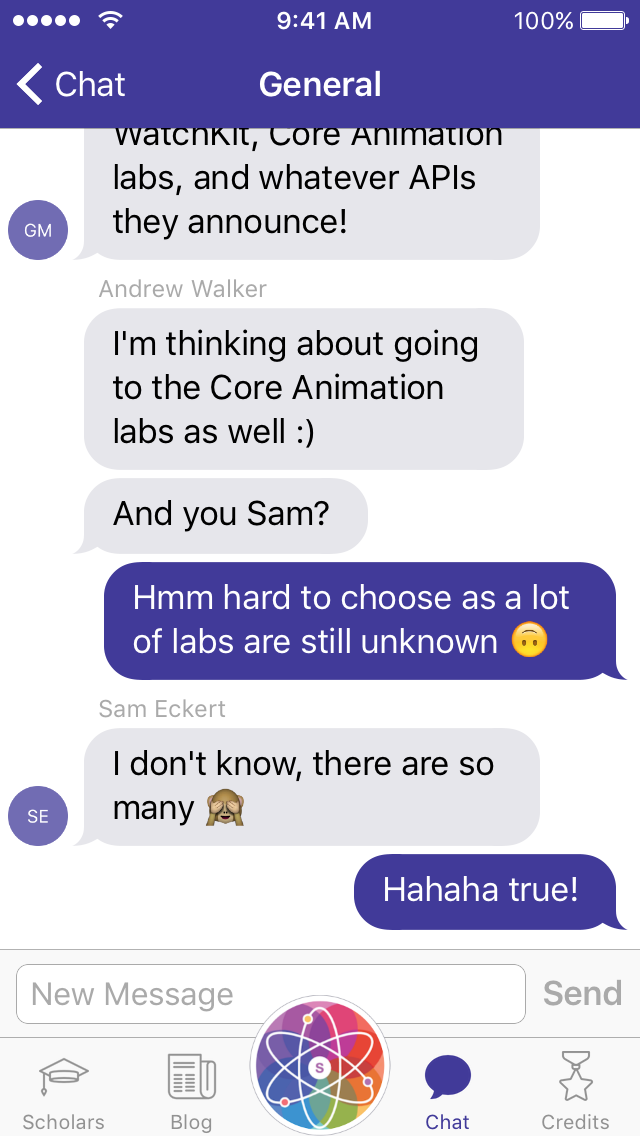 9:41 AM
100%
Chat
General
WatchKit, Core Animation
labs, and whatever APIs
they announce!
GM
Andrew Walker
I'm thinking about going
to the Core Animation
labs as well :)
And you Sam?
Hmm hard to choose as a lot
of labs are still unknown 🙃
Sam Eckert
I don't know, there are so
many 🙈
SE
Hahaha true!
New Message
Send
S
Scholars
Blog
Chat
Credits